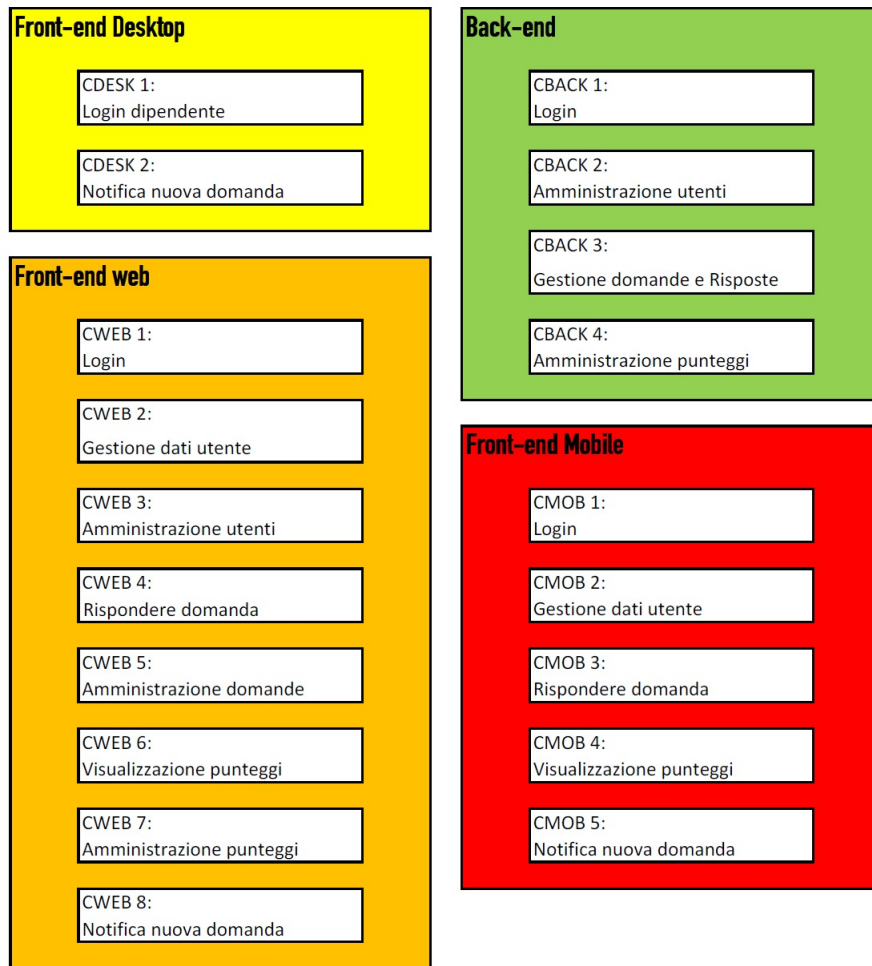 Front-end Desktop
CDESK 1:
Login dipendente
CDESK 2:
Notifica nuova domanda
Front-end web
CWEB 1:
Login
CWEB 2:
Gestione dati utente
CWEB 3:
Amministrazione utenti
CWEB 4:
Rispondere domanda
CWEB 5:
Amministrazione domande
CWEB 6:
Visualizzazione punteggi
CWEB 7:
Amministrazione punteggi
CWEB 8:
Notifica nuova domanda
Back-end
CBACK 1:
Login
CBACK 2:
Amministrazione utenti
CBACK 3:
Gestione domande e Risposte
CBACK 4:
Amministrazione punteggi
Front-end Mobile
CMOB 1:
Login
CMOB 2:
Gestione dati utente
CMOB 3:
Rispondere domanda
CMOB 4:
Visualizzazione punteggi
CMOB 5:
Notifica nuova domanda